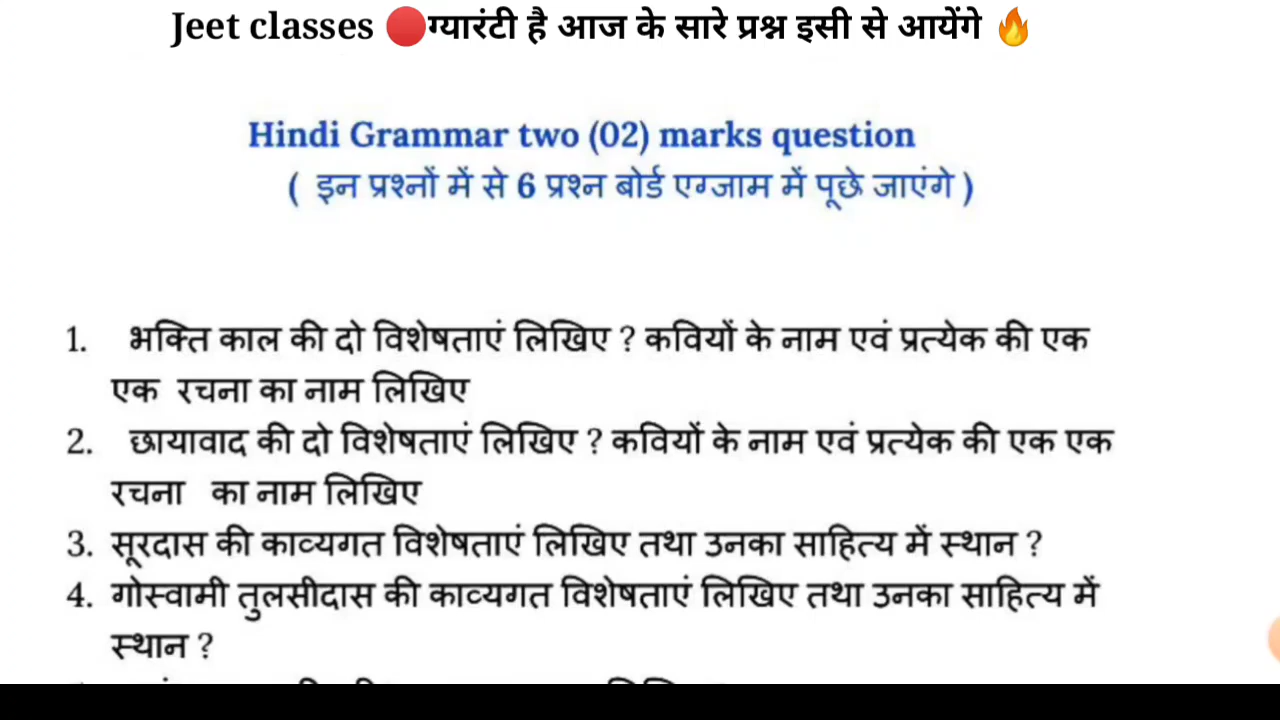 Jeet classes 🔴ग्यारंटी है आज के सारे प्रश्न इसी से आयेंगे 🔥
Hindi Grammar two (02) marks question
( इन प्रश्नों में से 6 प्रश्न बोर्ड एग्जाम में पूछे जाएंगे )
1. भक्ति काल की दो विशेषताएं लिखिए ? कवियों के नाम एवं प्रत्येक की एक
एक रचना का नाम लिखिए
2. छायावाद की दो विशेषताएं लिखिए ? कवियों के नाम एवं प्रत्येक की एक एक
रचना का नाम लिखिए
3. सूरदास की काव्यगत विशेषताएं लिखिए तथा उनका साहित्य में स्थान ?
4. गोस्वामी तुलसीदास की काव्यगत विशेषताएं लिखिए तथा उनका साहित्य में
स्थान ?